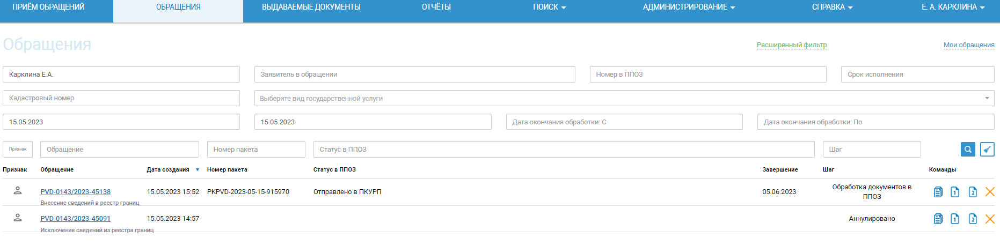 ПРИЁМ ОБРАЩЕНИЙ ОБРАЩЕНИЯ ВЫДАВАЕМЫЕ ДОКУМЕНТЫ ОТЧЁТЫ ПОИСК АДМИНИСТРИРОВАНИЕ СПРАВКА Е. А. КАРКЛИНА
Обращения Расширенный фильтр Мои обращения
Карклина Е.А. Заявитель в обращении Номер в ППОЗ Срок исполнения
Кадастровый номер Выберите вид государственной услуги
15.05.2023 15.05.2023 Дата окончания обработки: С Дата окончания обработки: По
Признак Обращение Номер пакета Статус в ППОЗ Шаг
Признак Обращение Дата создания Номер пакета Статус в ППОЗ Завершение Шаг Команды
PVD-0143/2023-45138 15.05.2023 15:52 PKPVD-2023-05-15-915970 Отправлено в ПКУРП 05.06.2023 Обработка документов в
ППОЗ 1 2
Внесение сведений в реестр границ
PVD-0143/2023-45091 15.05.2023 14:57 Аннулировано 1 2
Исключение сведений из реестра границ